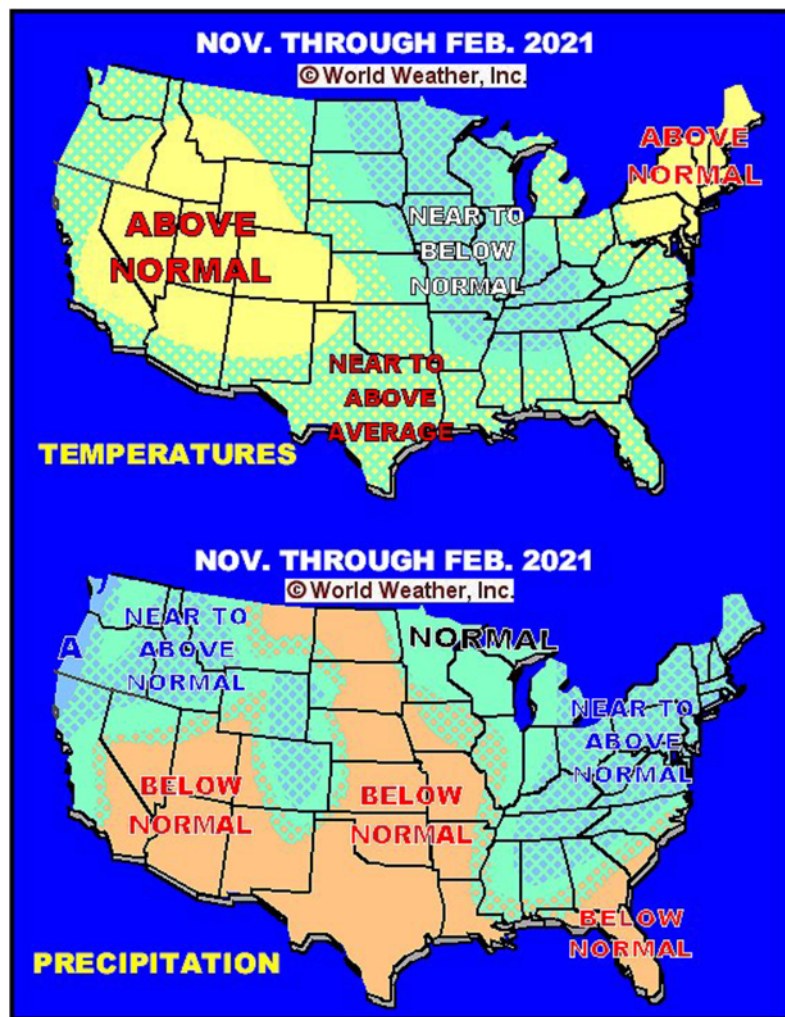 NOV. THROUGH FEB. 2021
© World Weather, Inc.
ABOVE
NORMAL
ABOVE
NORMAL
NEAR TO
BELOW
NORMAL
NEAR TO
ABOVE
AVERAGE
TEMPERATURES
NOV. THROUGH FEB. 2021
© World Weather, Inc.
A
NEAR TO
ABOVE
NORMAL
NORMAL
NEAR TO
ABOVE
NORMAL
BELOW
NORMAL
BELOW
NORMAL
BELOW
NORMAL
PRECIPITATION